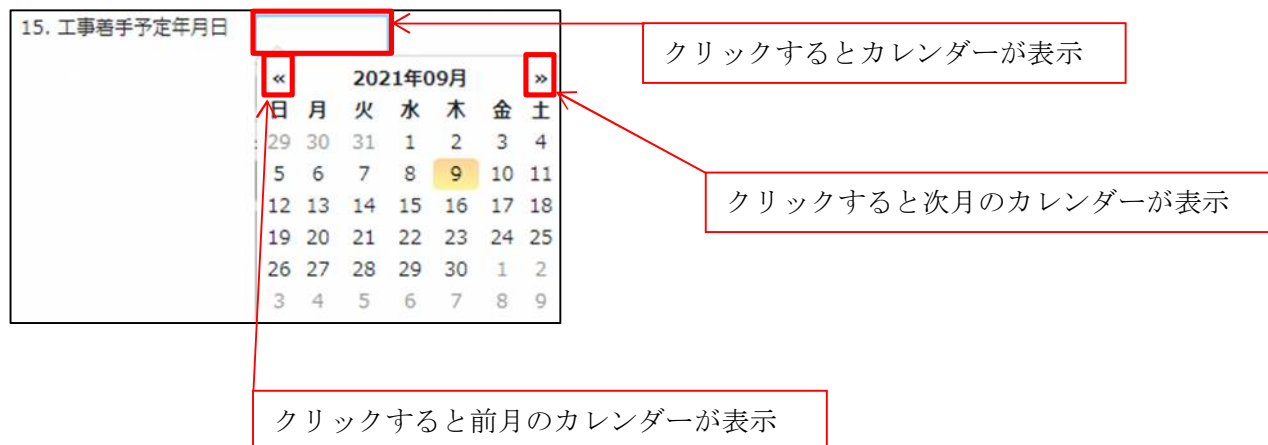 15. 工事着手予定年月日
クリックするとカレンダーが表示
« 2021年09月 »
日 月 火 水 木 金 土
29 30 31 1 2 3 4
5 6 7 8 9 10 11
12 13 14 15 16 17 18
19 20 21 22 23 24 25
26 27 28 29 30 1 2
3 4 5 6 7 8 9
クリックすると次月のカレンダーが表示
クリックすると前月のカレンダーが表示